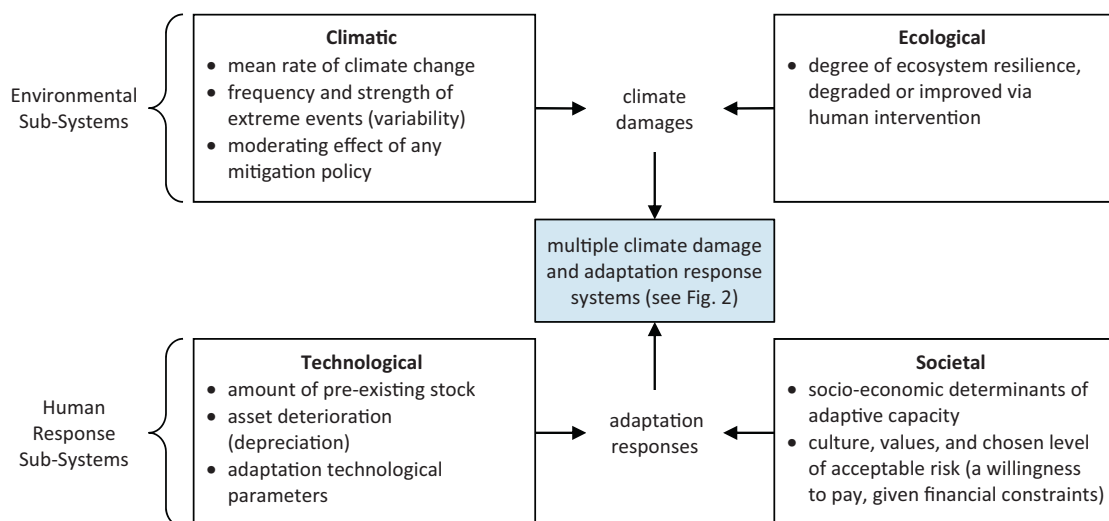 Environmental
Sub-Systems
Climatic
• mean rate of climate change
• frequency and strength of
extreme events (variability)
• moderating effect of any
mitigation policy
climate
damages
Ecological
• degree of ecosystem resilience,
degraded or improved via
human intervention
multiple climate damage
and adaptation response
systems (see Fig. 2)
Human
Response
Sub-Systems
Technological
• amount of pre-existing stock
• asset deterioration
(depreciation)
• adaptation technological
parameters
adaptation
responses
Societal
• socio-economic determinants of
adaptive capacity
• culture, values, and chosen level
of acceptable risk (a willingness
to pay, given financial constraints)